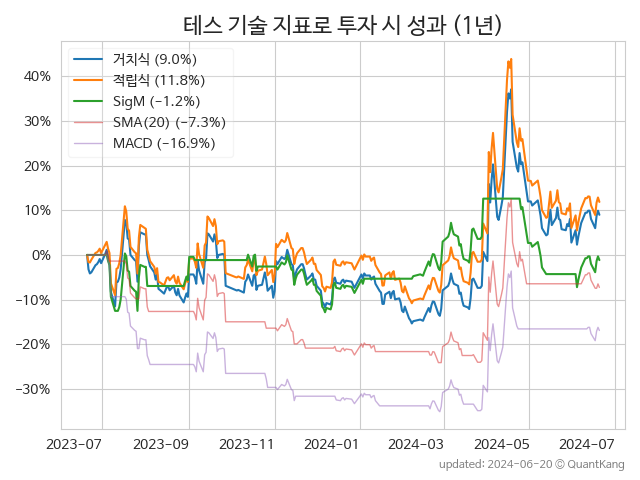 테스 기술 지표로 투자 시 성과 (1년)
거치식 (9.0%)
적립식 (11.8%)
SigM (−1.2%)
SMA(20) (−7.3%)
MACD (−16.9%)
40%
30%
20%
10%
0%
−10%
−20%
−30%
2023-07 2023-09 2023-11 2024-01 2024-03 2024-05 2024-07
updated: 2024-06-20 © QuantKang